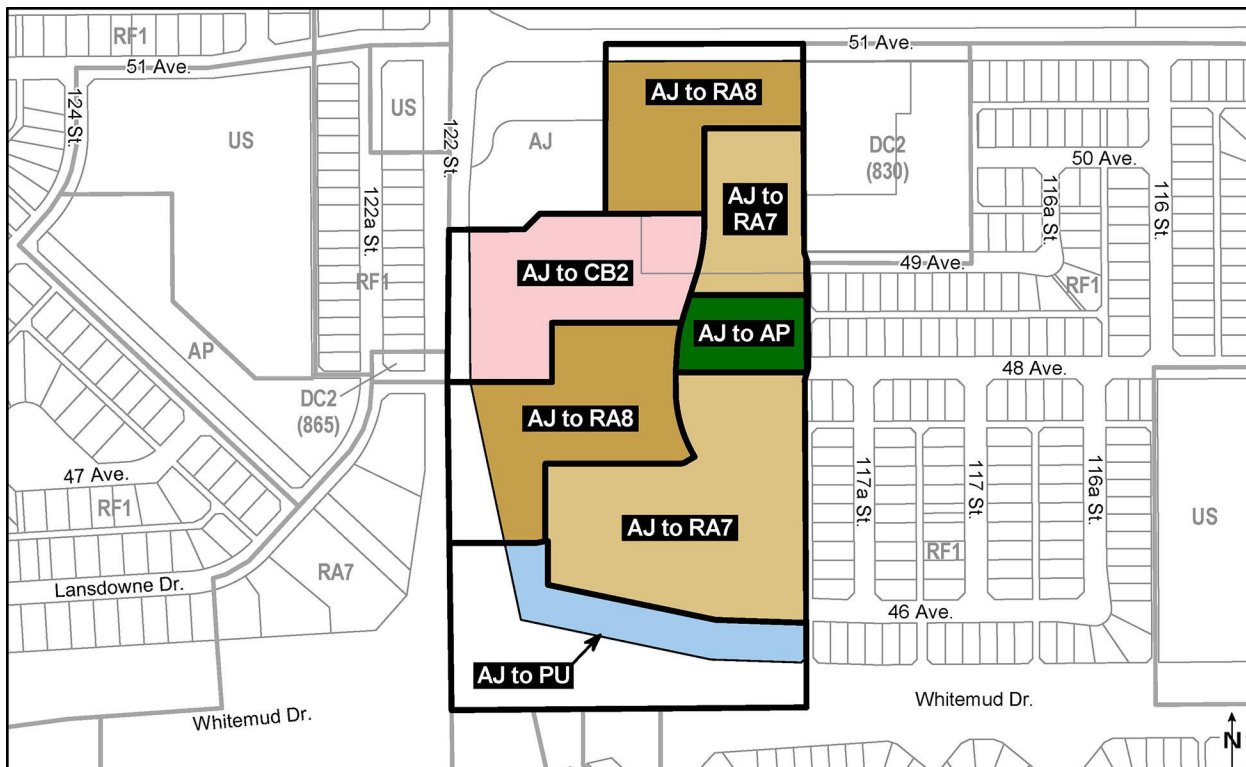 RF1
51 Ave.
51 Ave.
124 St.
US
US
122 St.
AJ
AJ to RA8
DC2
(830)
50 Ave.
116a St.
116 St.
122a St.
AJ to
RA7
RF1
AJ to CB2
49 Ave.
RF1
AP
AJ to AP
48 Ave.
DC2
(865)
AJ to RA8
47 Ave.
RF1
117a St.
117 St.
116a St.
US
AJ to RA7
RF1
RA7
Lansdowne Dr.
46 Ave.
AJ to PU
Whitemud Dr.
Whitemud Dr.
N